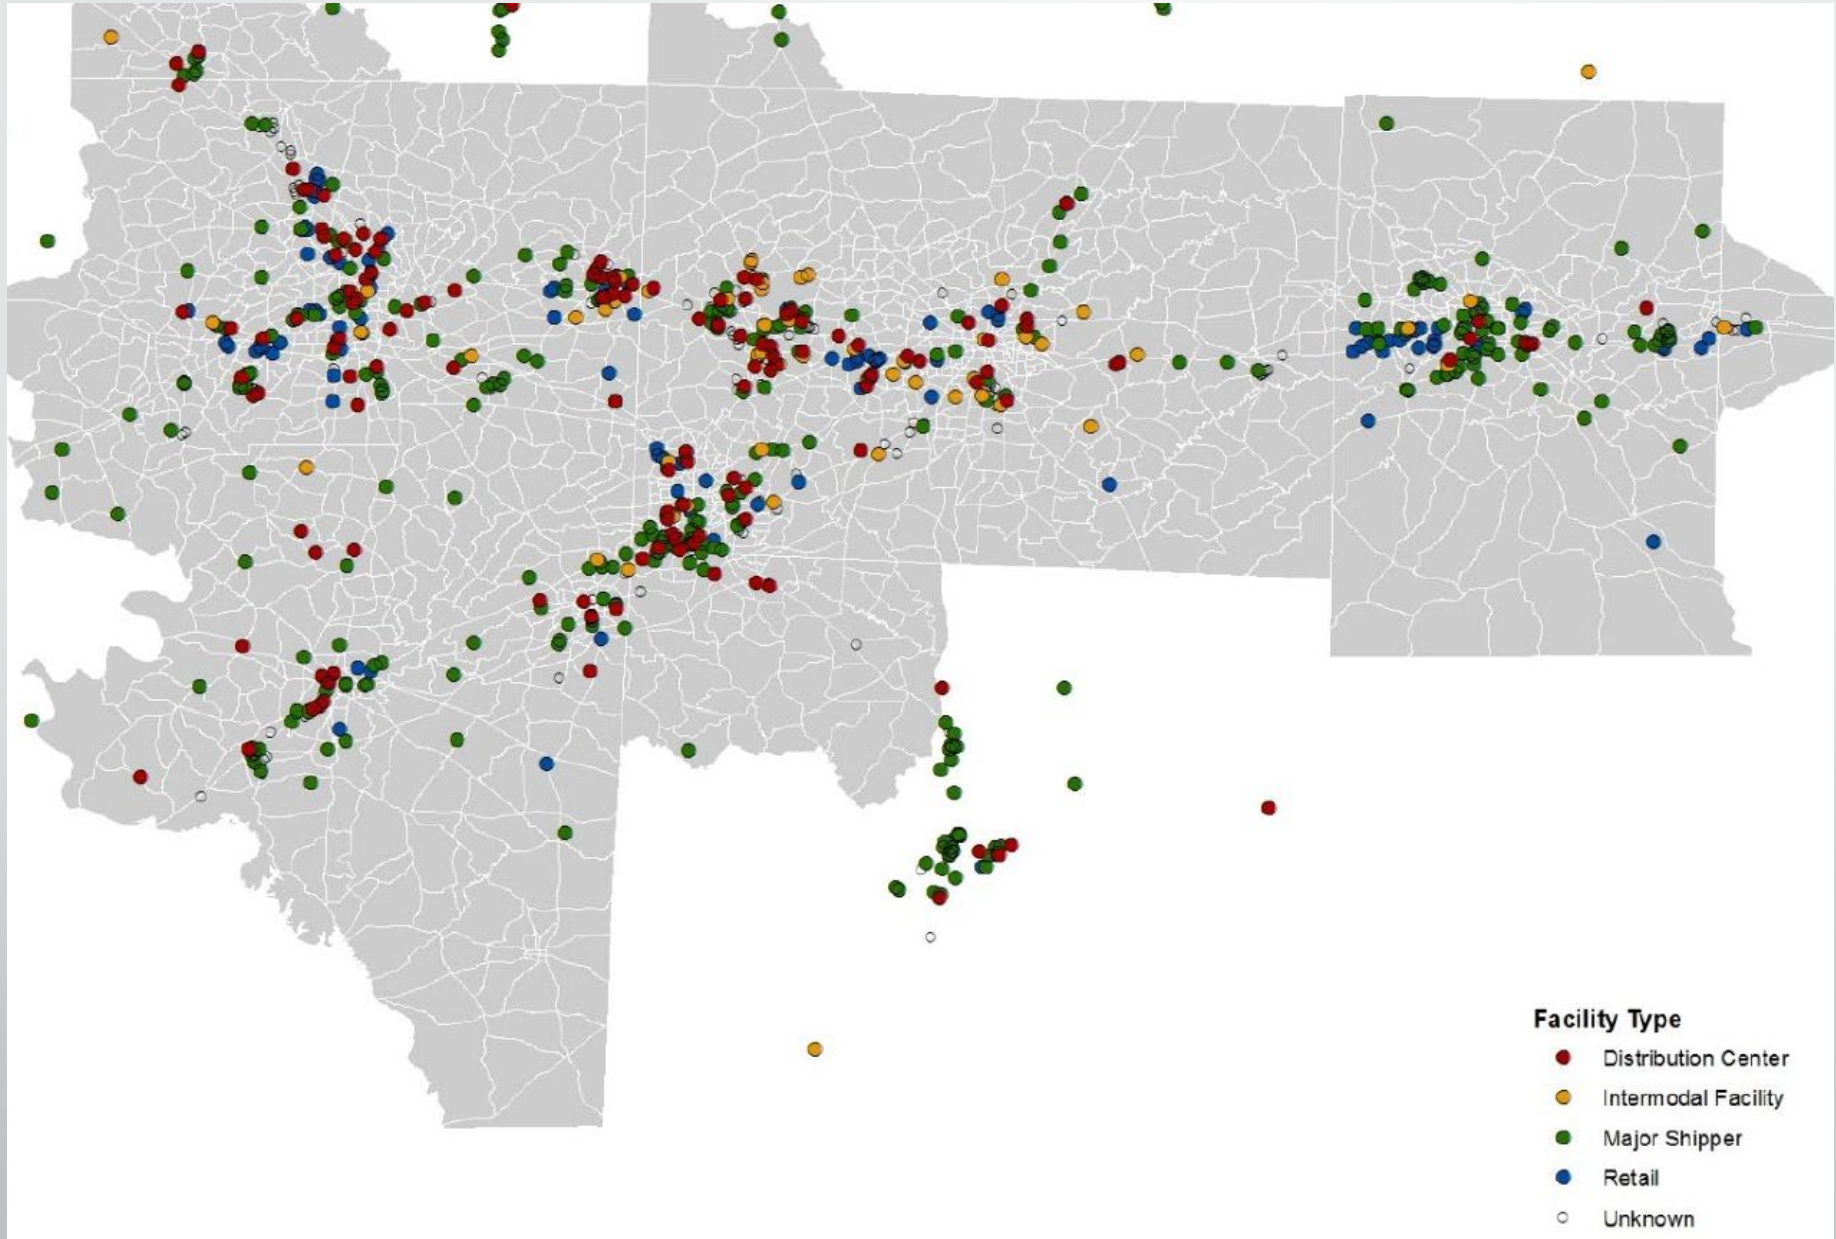 Facility Type
Distribution Center
Intermodal Facility
Major Shipper
Retail
Unknown